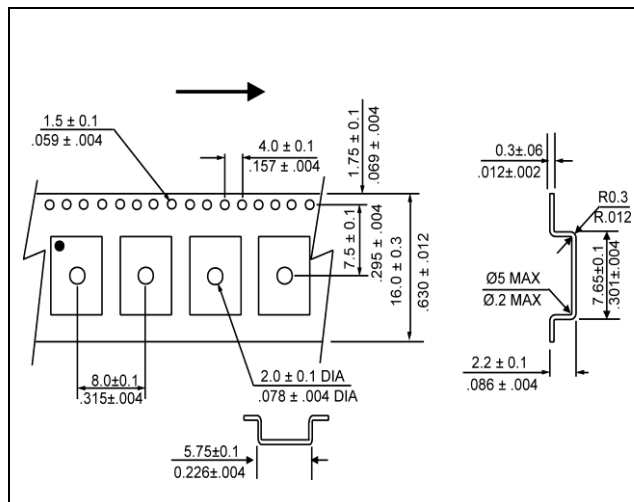 1.5 ± 0.1
.059 ± .004
4.0 ± 0.1
.157 ± .004
1.75 ± 0.1
.069 ± .004
0.3±.06
.012±.002
R0.3
R.012
7.5 ± 0.1
.295 ± .004
16.0 ± 0.3
.630 ± .012
7.65±0.1
.301±.004
Ø5 MAX
Ø.2 MAX
8.0±0.1
.315±.004
2.0 ± 0.1 DIA
.078 ± .004 DIA
2.2 ± 0.1
.086 ± .004
5.75±0.1
0.226±.004